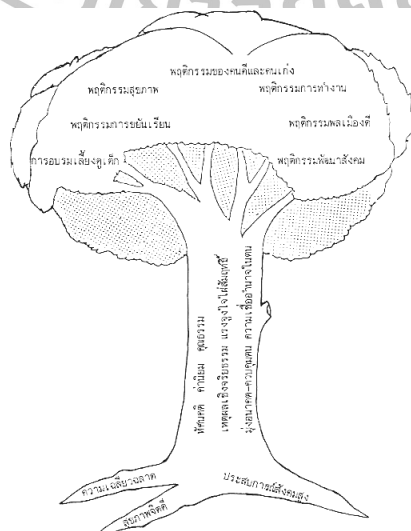 พฤติกรรมของคนดีและคนเก่ง
พฤติกรรมสุขภาพ
พฤติกรรมการทำงาน
พฤติกรรมการขยันเรียน
พฤติกรรมพลเมืองดี
การอบรมเลี้ยงดูเด็ก
พฤติกรรมพัฒนาสังคม
ทัศนคติ ค่านิยม คุณธรรม
เหตุผลเชิงจริยธรรม แรงจูงใจใฝ่สัมฤทธิ์
มุ่งอนาคต-ควบคุมตน ความเชื่ออำนาจในตน
ความเฉลียวฉลาด
ประสบการณ์สังคมสูง
สุขภาพจิตดี